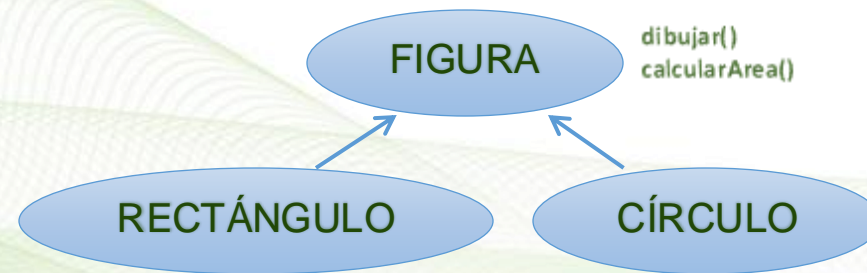 FIGURA
dibujar()
calcularArea()
RECTÁNGULO
CÍRCULO